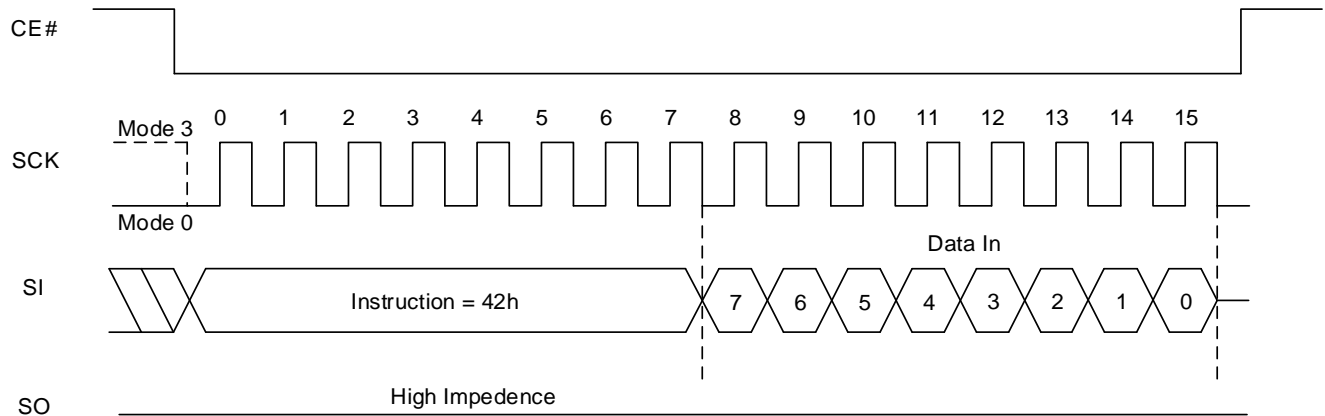 CE#
Mode 3 0 1 2 3 4 5 6 7 8 9 10 11 12 13 14 15
SCK
Mode 0
Data In
SI Instruction = 42h 7 6 5 4 3 2 1 0
High Impedence
SO